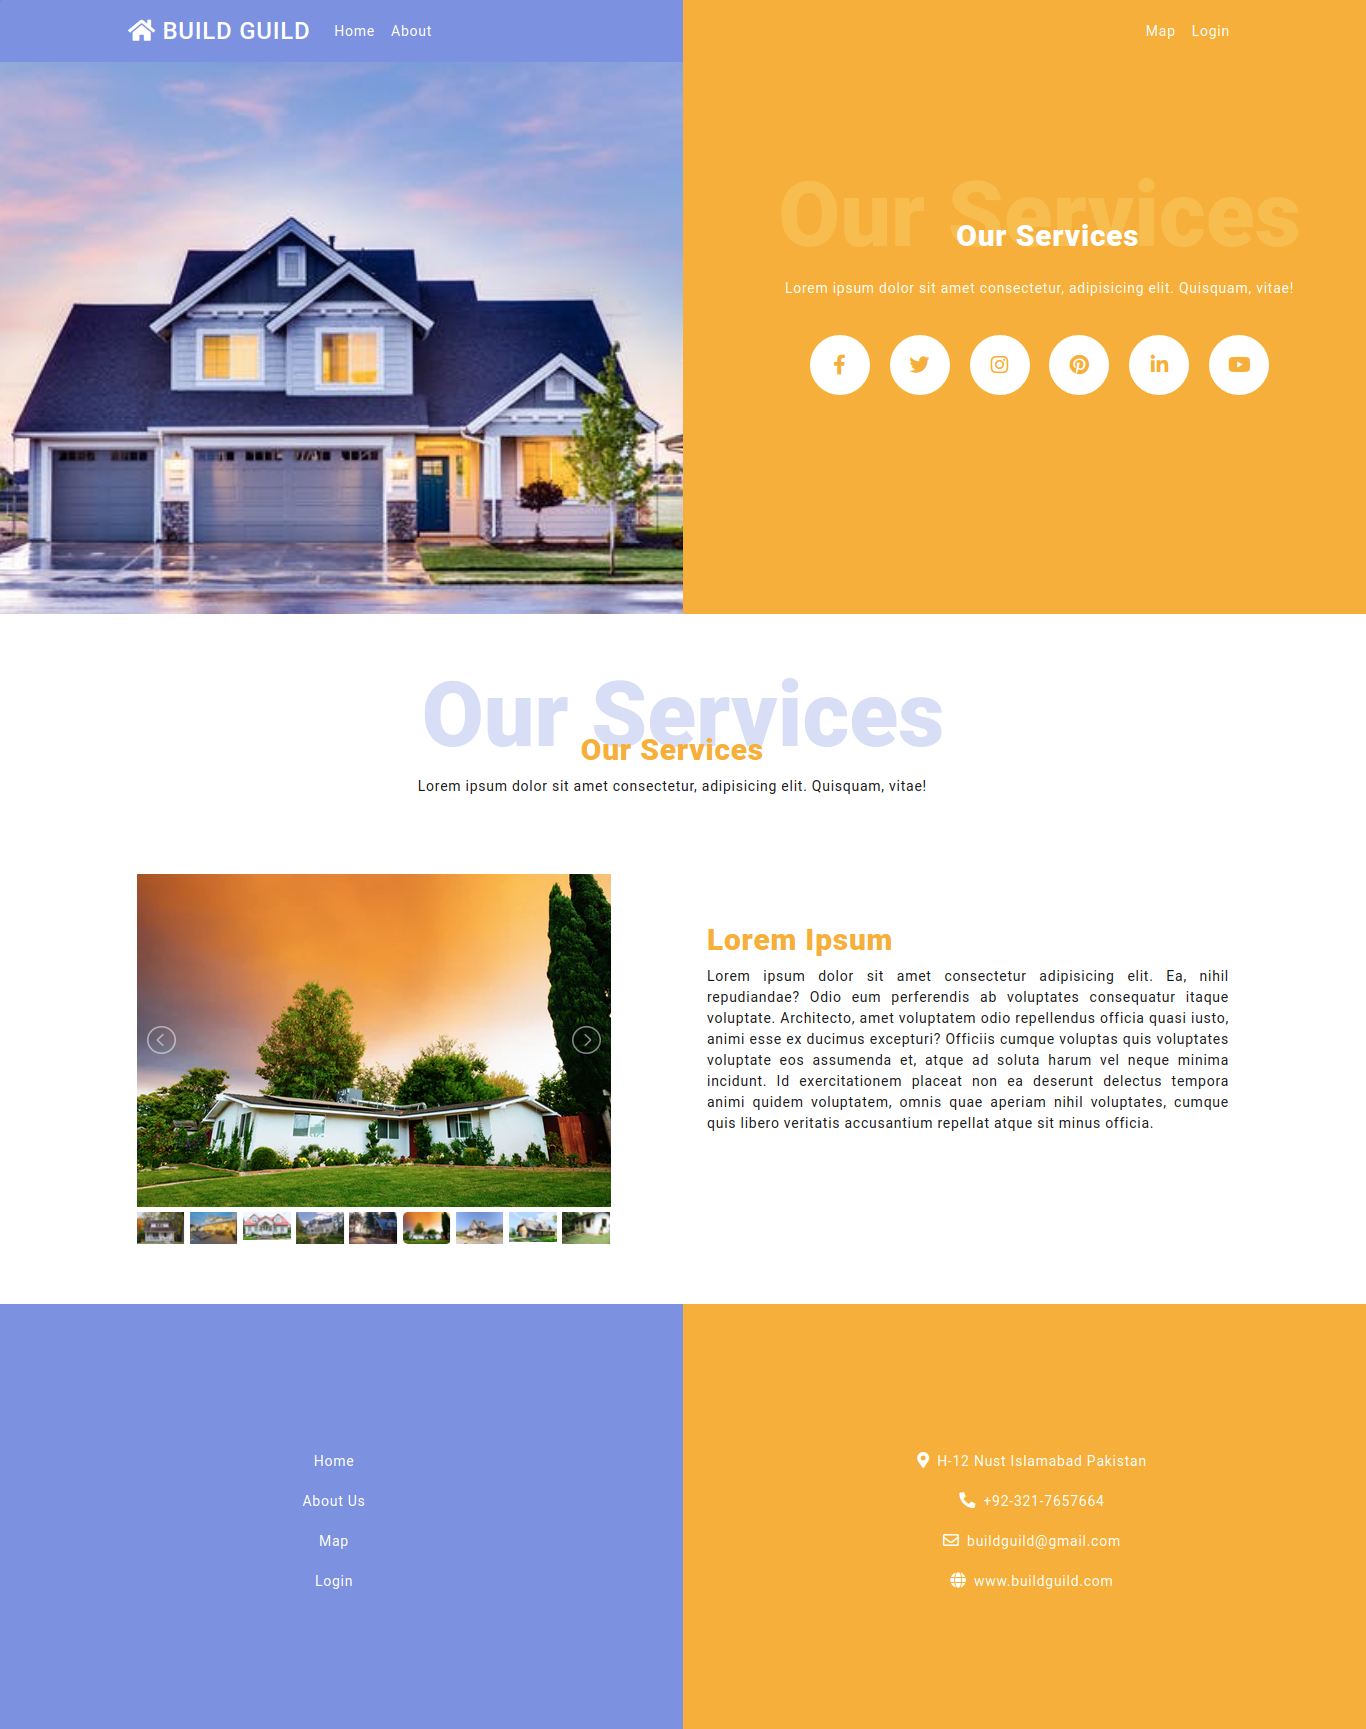 BUILD GUILD Home About Map Login
Our Services
Our Services
Lorem ipsum dolor sit amet consectetur, adipisicing elit. Quisquam, vitae!
Our Services
Our Services
Lorem ipsum dolor sit amet consectetur, adipisicing elit. Quisquam, vitae!
Lorem Ipsum
Lorem ipsum dolor sit amet consectetur adipisicing elit. Ea, nihil
repudiandae? Odio eum perferendis ab voluptates consequatur itaque
voluptate. Architecto, amet voluptatem odio repellendus officia quasi iusto,
animi esse ex ducimus excepturi? Officiis cumque voluptas quis voluptates
voluptate eos assumenda et, atque ad soluta harum vel neque minima
incidunt. Id exercitationem placeat non ea deserunt delectus tempora
animi quidem voluptatem, omnis quae aperiam nihil voluptates, cumque
quis libero veritatis accusantium repellat atque sit minus officia.
Home
About Us
Map
Login
H-12 Nust Islamabad Pakistan
+92-321-7657664
buildguild@gmail.com
www.buildguild.com